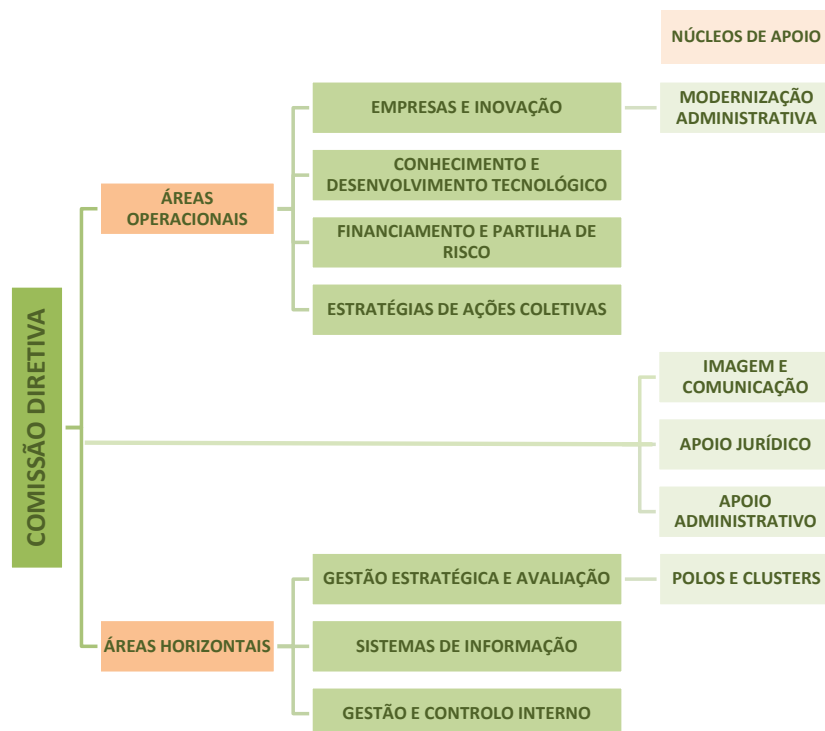 NÚCLEOS DE APOIO
EMPRESAS E INOVAÇÃO
MODERNIZAÇÃO
ADMINISTRATIVA
CONHECIMENTO E
DESENVOLVIMENTO TECNOLÓGICO
ÁREAS
OPERACIONAIS
FINANCIAMENTO E PARTILHA DE
RISCO
ESTRATÉGIAS DE AÇÕES COLETIVAS
COMISSÃO DIRETIVA
IMAGEM E
COMUNICAÇÃO
APOIO JURÍDICO
APOIO
ADMINISTRATIVO
GESTÃO ESTRATÉGICA E AVALIAÇÃO
POLOS E CLUSTERS
ÁREAS HORIZONTAIS
SISTEMAS DE INFORMAÇÃO
GESTÃO E CONTROLO INTERNO